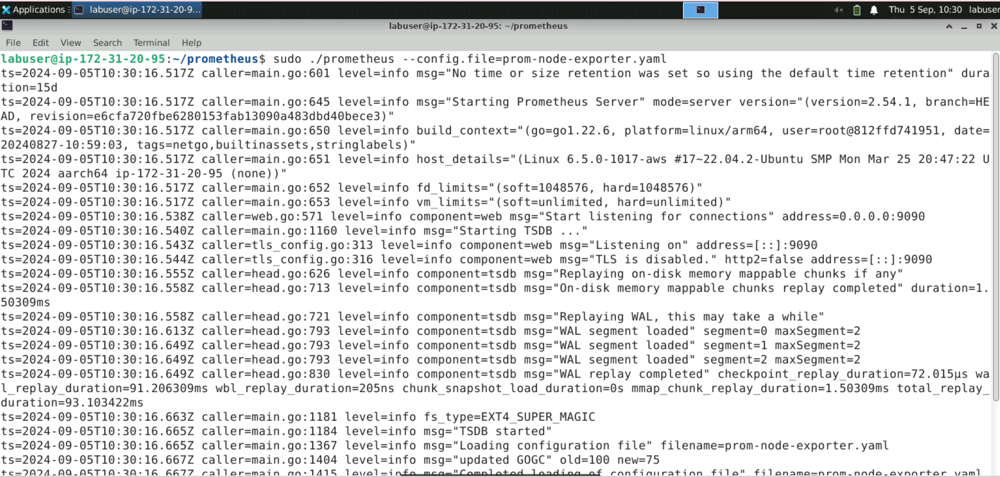 Applications
labuser@ip-172-31-20-9...
Thu 5 Sep, 10:30 labuser
labuser@ip-172-31-20-95: ~/prometheus
File Edit View Search Terminal Help
labuser@ip-172-31-20-95:~/prometheus$ sudo ./prometheus --config.file=prom-node-exporter.yaml
ts=2024-09-05T10:30:16.517Z caller=main.go:601 level=info msg="No time or size retention was set so using the default time retention" dura
tion=15d
ts=2024-09-05T10:30:16.517Z caller=main.go:645 level=info msg="Starting Prometheus Server" mode=server version="(version=2.54.1, branch=HE
AD, revision=e6cfa720fbe6280153fab13090a483dbd40bece3)"
ts=2024-09-05T10:30:16.517Z caller=main.go:650 level=info build_context="(go=go1.22.6, platform=linux/arm64, user=root@812ffd741951, date=
20240827-10:59:03, tags=netgo,builtinassets,stringlabels)"
ts=2024-09-05T10:30:16.517Z caller=main.go:651 level=info host_details="(Linux 6.5.0-1017-aws #17~22.04.2-Ubuntu SMP Mon Mar 25 20:47:22 U
TC 2024 aarch64 ip-172-31-20-95 (none))"
ts=2024-09-05T10:30:16.517Z caller=main.go:652 level=info fd_limits="(soft=1048576, hard=1048576)"
ts=2024-09-05T10:30:16.517Z caller=main.go:653 level=info vm_limits="(soft=unlimited, hard=unlimited)"
ts=2024-09-05T10:30:16.538Z caller=web.go:571 level=info component=web msg="Start listening for connections" address=0.0.0.0:9090
ts=2024-09-05T10:30:16.540Z caller=main.go:1160 level=info msg="Starting TSDB ..."
ts=2024-09-05T10:30:16.543Z caller=tls_config.go:313 level=info component=web msg="Listening on" address=[::]:9090
ts=2024-09-05T10:30:16.544Z caller=tls_config.go:316 level=info component=web msg="TLS is disabled." http2=false address=[::]:9090
ts=2024-09-05T10:30:16.555Z caller=head.go:626 level=info component=tsdb msg="Replaying on-disk memory mappable chunks if any"
ts=2024-09-05T10:30:16.558Z caller=head.go:713 level=info component=tsdb msg="On-disk memory mappable chunks replay completed" duration=1.
50309ms
ts=2024-09-05T10:30:16.558Z caller=head.go:721 level=info component=tsdb msg="Replaying WAL, this may take a while"
ts=2024-09-05T10:30:16.613Z caller=head.go:793 level=info component=tsdb msg="WAL segment loaded" segment=0 maxSegment=2
ts=2024-09-05T10:30:16.649Z caller=head.go:793 level=info component=tsdb msg="WAL segment loaded" segment=1 maxSegment=2
ts=2024-09-05T10:30:16.649Z caller=head.go:793 level=info component=tsdb msg="WAL segment loaded" segment=2 maxSegment=2
ts=2024-09-05T10:30:16.649Z caller=head.go:830 level=info component=tsdb msg="WAL replay completed" checkpoint_replay_duration=72.015µs wa
l_replay_duration=91.206309ms wbl_replay_duration=205ns chunk_snapshot_load_duration=0s mmap_chunk_replay_duration=1.50309ms total_replay_
duration=93.103422ms
ts=2024-09-05T10:30:16.663Z caller=main.go:1181 level=info fs_type=EXT4_SUPER_MAGIC
ts=2024-09-05T10:30:16.665Z caller=main.go:1184 level=info msg="TSDB started"
ts=2024-09-05T10:30:16.665Z caller=main.go:1367 level=info msg="Loading configuration file" filename=prom-node-exporter.yaml
ts=2024-09-05T10:30:16.667Z caller=main.go:1404 level=info msg="updated GOGC" old=100 new=75
ts=2024-09-05T10:30:16.667Z caller=main.go:1415 level=info msg="Completed loading of configuration file" filename=prom-node-exporter.yaml